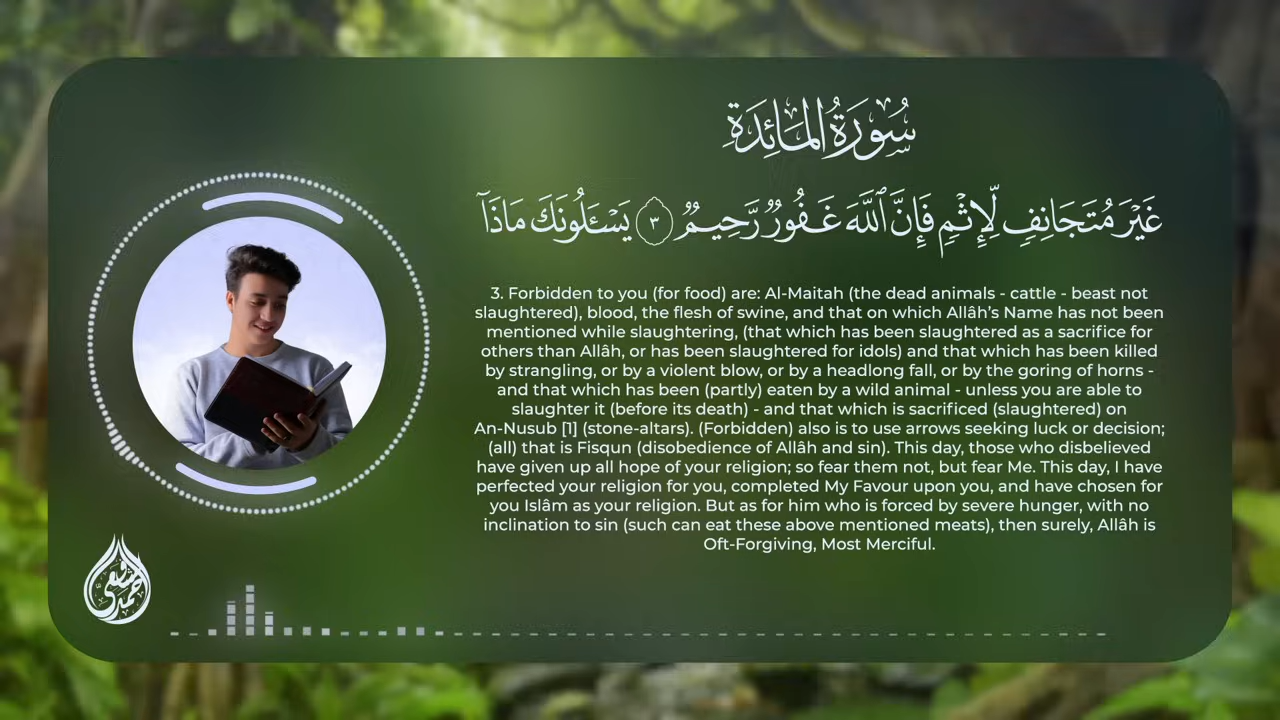 سُورَةُ المَائِدَة
غَيْرَ مُتَجَانِفٍ لِّإِثْمٍ فَإِنَّ ٱللَّهَ غَفُورٌ رَّحِيمٌ ٣ يَسْـَٔلُونَكَ مَاذَآ
3. Forbidden to you (for food) are: Al-Maitah (the dead animals - cattle - beast not
slaughtered), blood, the flesh of swine, and that on which Allâh's Name has not been
mentioned while slaughtering, (that which has been slaughtered as a sacrifice for
others than Allâh, or has been slaughtered for idols) and that which has been killed
by strangling, or by a violent blow, or by a headlong fall, or by the goring of horns -
and that which has been (partly) eaten by a wild animal - unless you are able to
slaughter it (before its death) - and that which is sacrificed (slaughtered) on
An-Nusub [1] (stone-altars). (Forbidden) also is to use arrows seeking luck or decision;
(all) that is Fisqun (disobedience of Allâh and sin). This day, those who disbelieved
have given up all hope of your religion; so fear them not, but fear Me. This day, I have
perfected your religion for you, completed My Favour upon you, and have chosen for
you Islâm as your religion. But as for him who is forced by severe hunger, with no
inclination to sin (such can eat these above mentioned meats), then surely, Allâh is
Oft-Forgiving, Most Merciful.